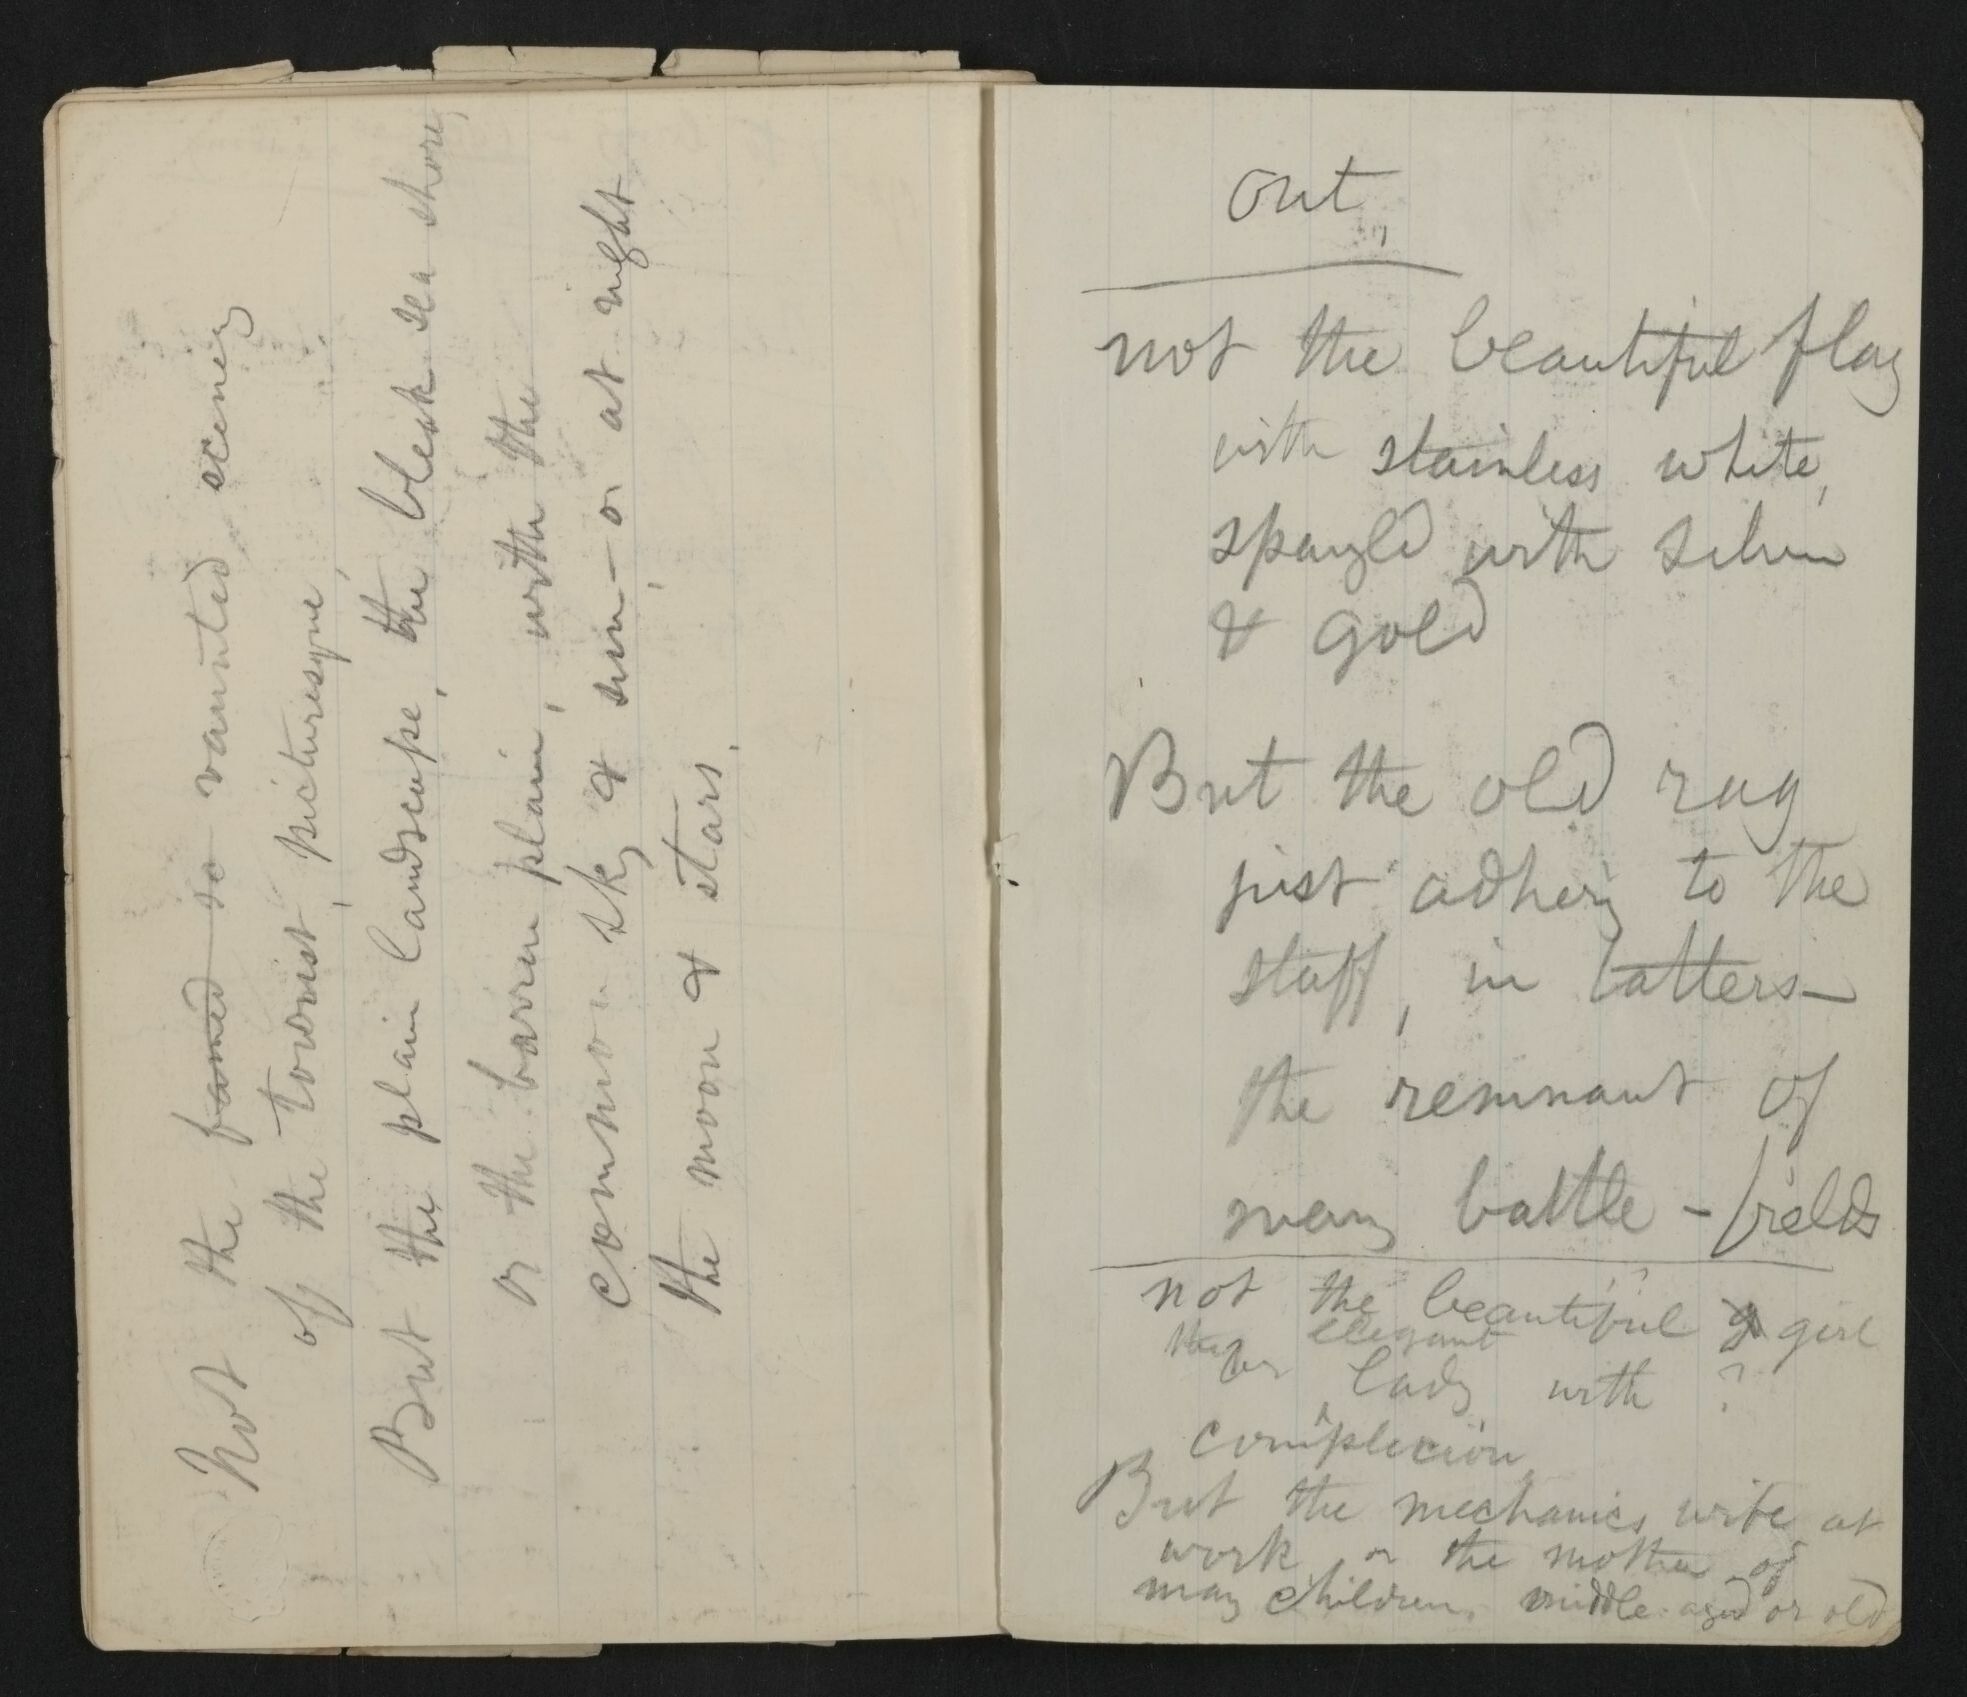 Not the famed so vaunted scenery
of the tourist, picturesque,
But the plain landscape, the bleak sea shore,
or the barren plain, with the
common sky & sun, — or at night
the moon & stars.
out,
not the beautiful flag
with stainless white,
spangld with silver
& gold
But the old rag
just adhering to the
staff, in tatters —
the remnant of
many battle-fields
not the beautiful girl
the elegant
or lady with ?
complexion,
But the mechanics wife at
work or the mother of
many children, middle-aged or old